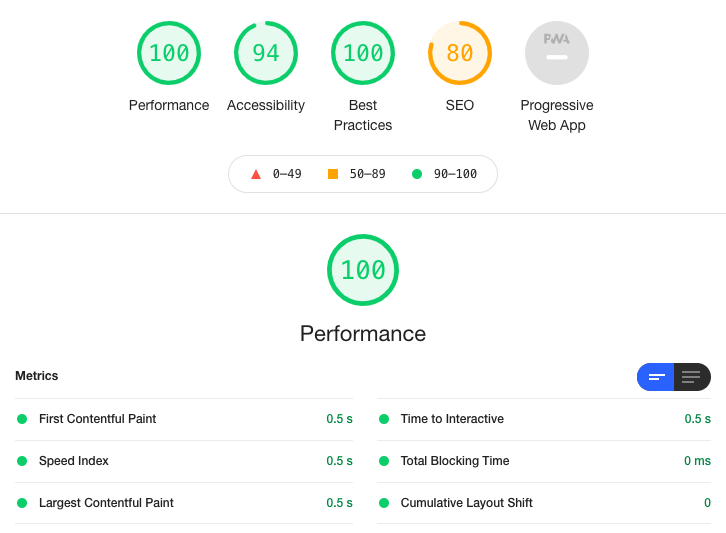 100 94 100 80 PWA
Performance Accessibility Best Practices SEO Progressive Web App
0–49 50–89 90–100
100
Performance
Metrics
First Contentful Paint 0.5 s
Time to Interactive 0.5 s
Speed Index 0.5 s
Total Blocking Time 0 ms
Largest Contentful Paint 0.5 s
Cumulative Layout Shift 0